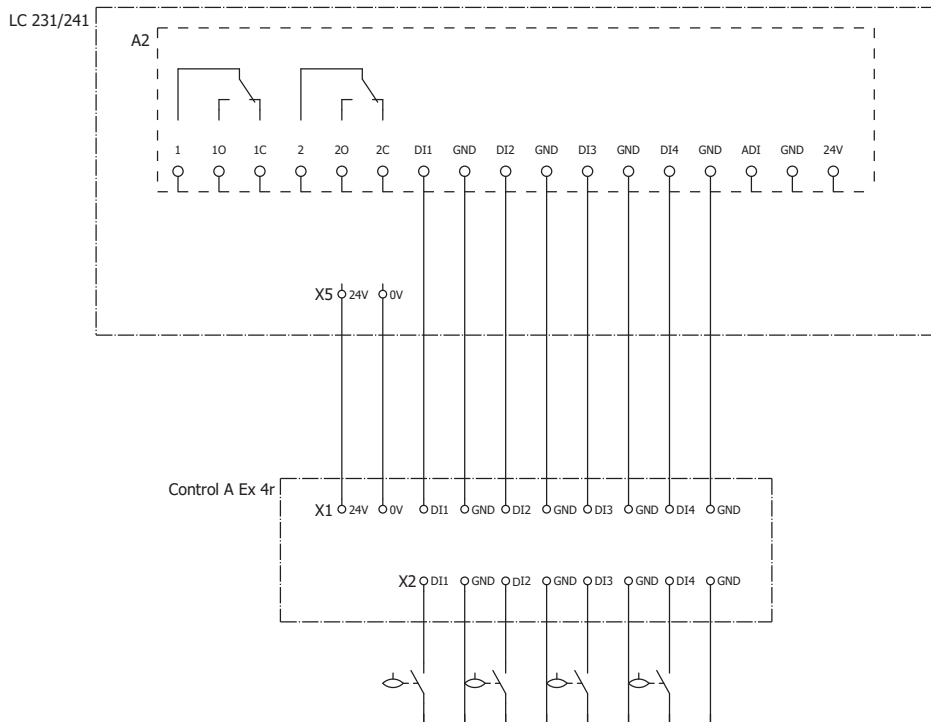 LC 231/241
A2
1 1O 1C 2 2O 2C DI1 GND DI2 GND DI3 GND DI4 GND ADI GND 24V
X5 24V 0V
Control A Ex 4r
X1 24V 0V DI1 GND DI2 GND DI3 GND DI4 GND
X2 DI1 GND DI2 GND DI3 GND DI4 GND